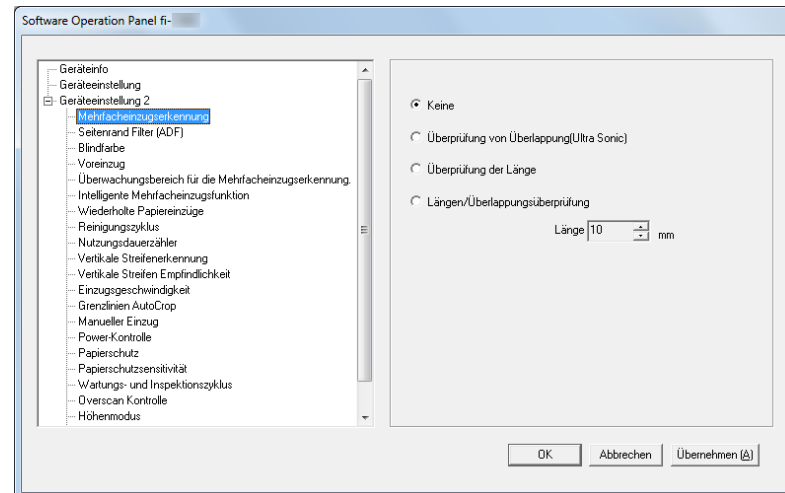 Software Operation Panel fi-
Geräteinfo
Geräteeinstellung
Geräteeinstellung 2
Mehrfacheinzugserkennung
Seitenrand Filter (ADF)
Blindfarbe
Voreinzug
Überwachungsbereich für die Mehrfacheinzugserkennung.
Intelligente Mehrfacheinzugsfunktion
Wiederholte Papiereinzüge
Reinigungszyklus
Nutzungsdauerzähler
Vertikale Streifenerkennung
Vertikale Streifen Empfindlichkeit
Einzugsgeschwindigkeit
Grenzlinien AutoCrop
Manueller Einzug
Power-Kontrolle
Papierschutz
Papierschutzsensitivität
Wartungs- und Inspektionszyklus
Overscan Kontrolle
Höhenmodus
Keine
Überprüfung von Überlappung(Ultra Sonic)
Überprüfung der Länge
Längen/Überlappungsüberprüfung
Länge 10 mm
OK Abbrechen Übernehmen (A)